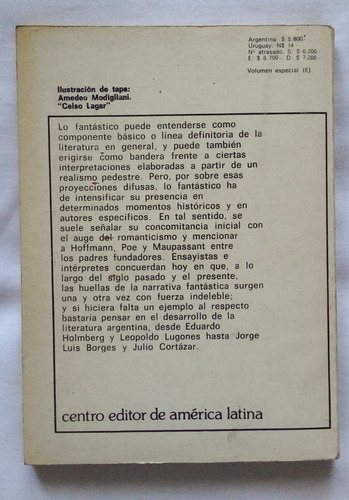 Argentina: $ 5.800.-
Uruguay: N$ 14
Nº atrasado, S: $ 6.200
E: $ 6.700-, D: $ 7.200
Volumen especial (E)
Ilustración de tapa:
Amedeo Modigliani.
"Celso Lagar"
Lo fantástico puede entenderse como
componente básico o línea definitoria de la
literatura en general, y puede también
erigirse como bandera frente a ciertas
interpretaciones elaboradas a partir de un
realismo pedestre. Pero, por sobre esas
proyecciones difusas, lo fantástico ha
de intensificar su presencia en
determinados momentos históricos y en
autores específicos. En tal sentido, se
suele señalar su concomitancia inicial con
el auge del romanticismo y mencionar
a Hoffmann, Poe y Maupassant entre
los padres fundadores. Ensayistas e
intérpretes concuerdan hoy en que, a lo
largo del siglo pasado y el presente,
las huellas de la narrativa fantástica surgen
una y otra vez con fuerza indeleble;
y si hiciera falta un ejemplo al respecto
bastaría pensar en el desarrollo de la
literatura argentina, desde Eduardo
Holmberg y Leopoldo Lugones hasta Jorge
Luis Borges y Julio Cortázar.
centro editor de américa latina